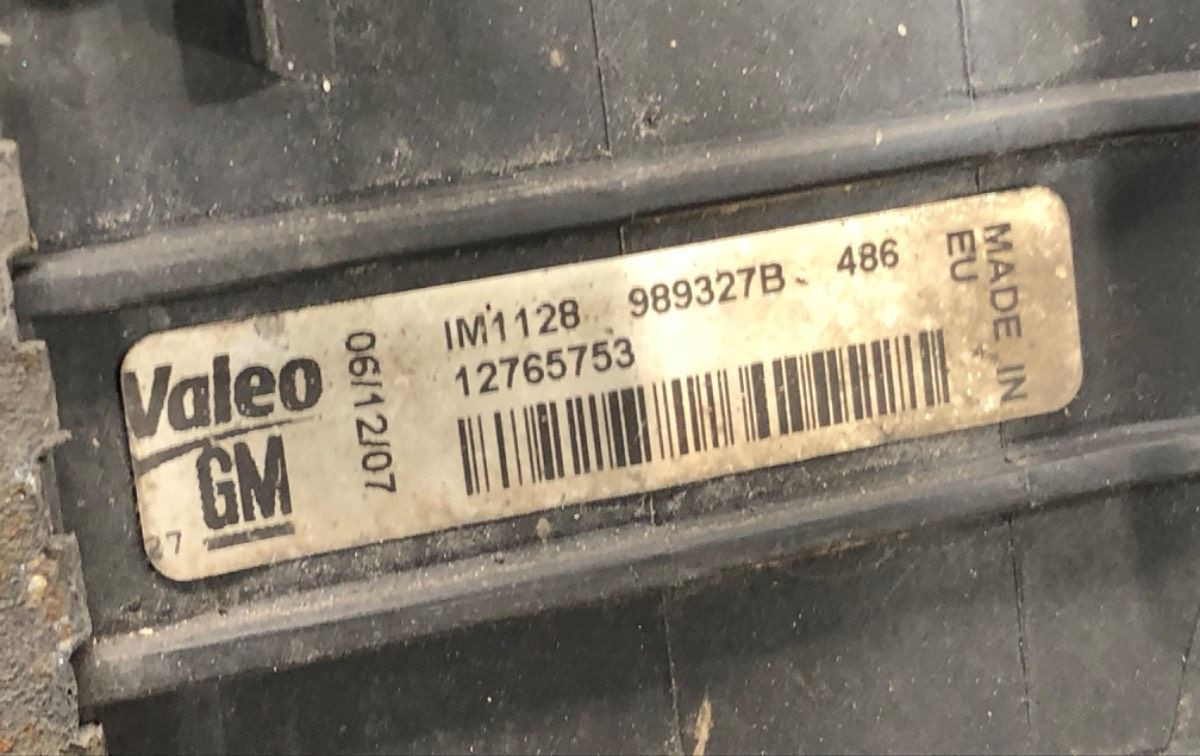 Valeo
GM
27
06/12/07
IM1128 989327B 486
12765753
MADE IN
EU